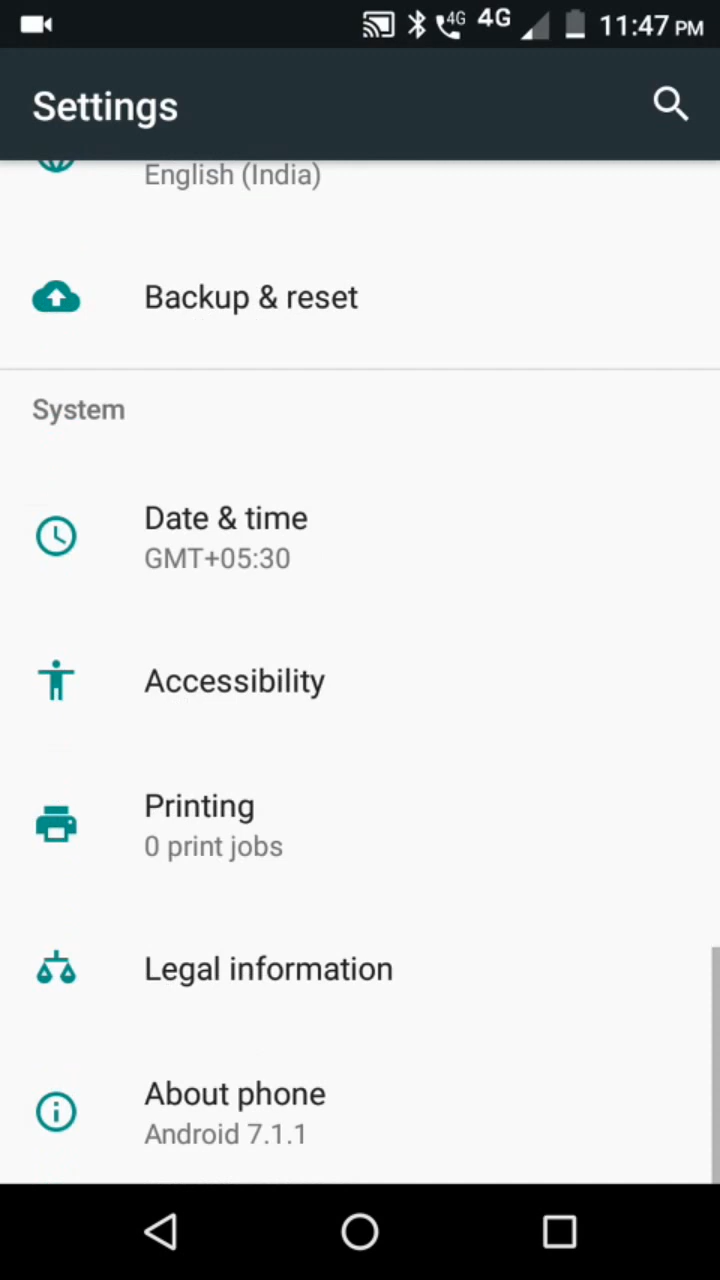 4G 4G 11:47 PM
Settings
English (India)
Backup & reset
System
Date & time
GMT+05:30
Accessibility
Printing
0 print jobs
Legal information
About phone
Android 7.1.1